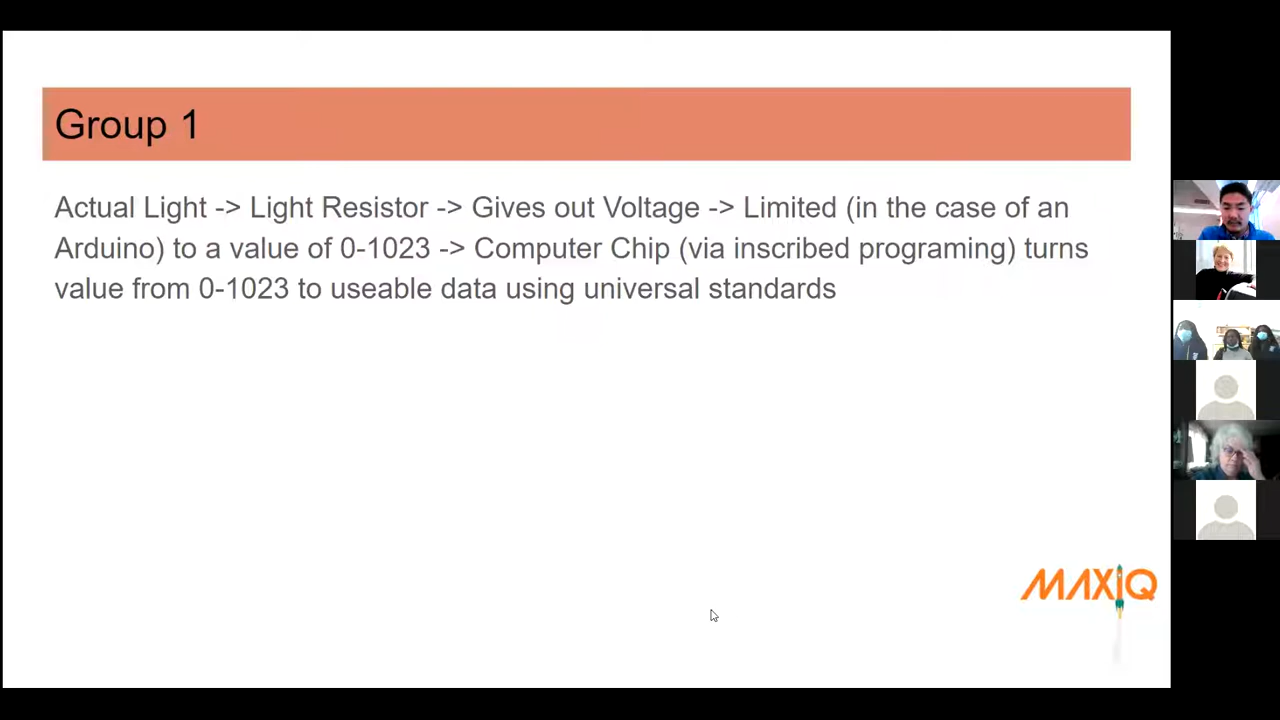 Group 1
Actual Light -> Light Resistor -> Gives out Voltage -> Limited (in the case of an
Arduino) to a value of 0-1023 -> Computer Chip (via inscribed programing) turns
value from 0-1023 to useable data using universal standards
MAXIQ